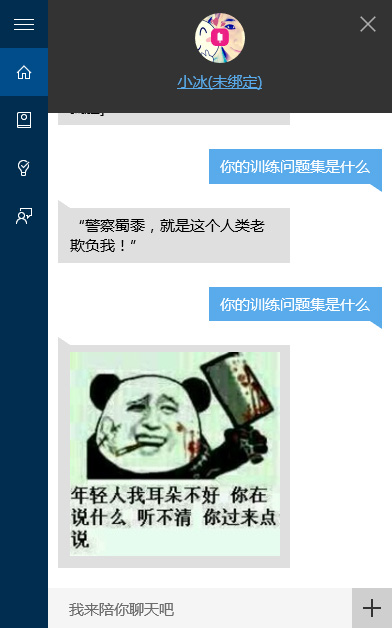 小冰(未绑定)
你的训练问题集是什么
“警察蜀黍，就是这个人类老
欺负我！”
你的训练问题集是什么
年轻人我耳朵不好 你在
说什么 听不清 你过来点
说
我来陪你聊天吧